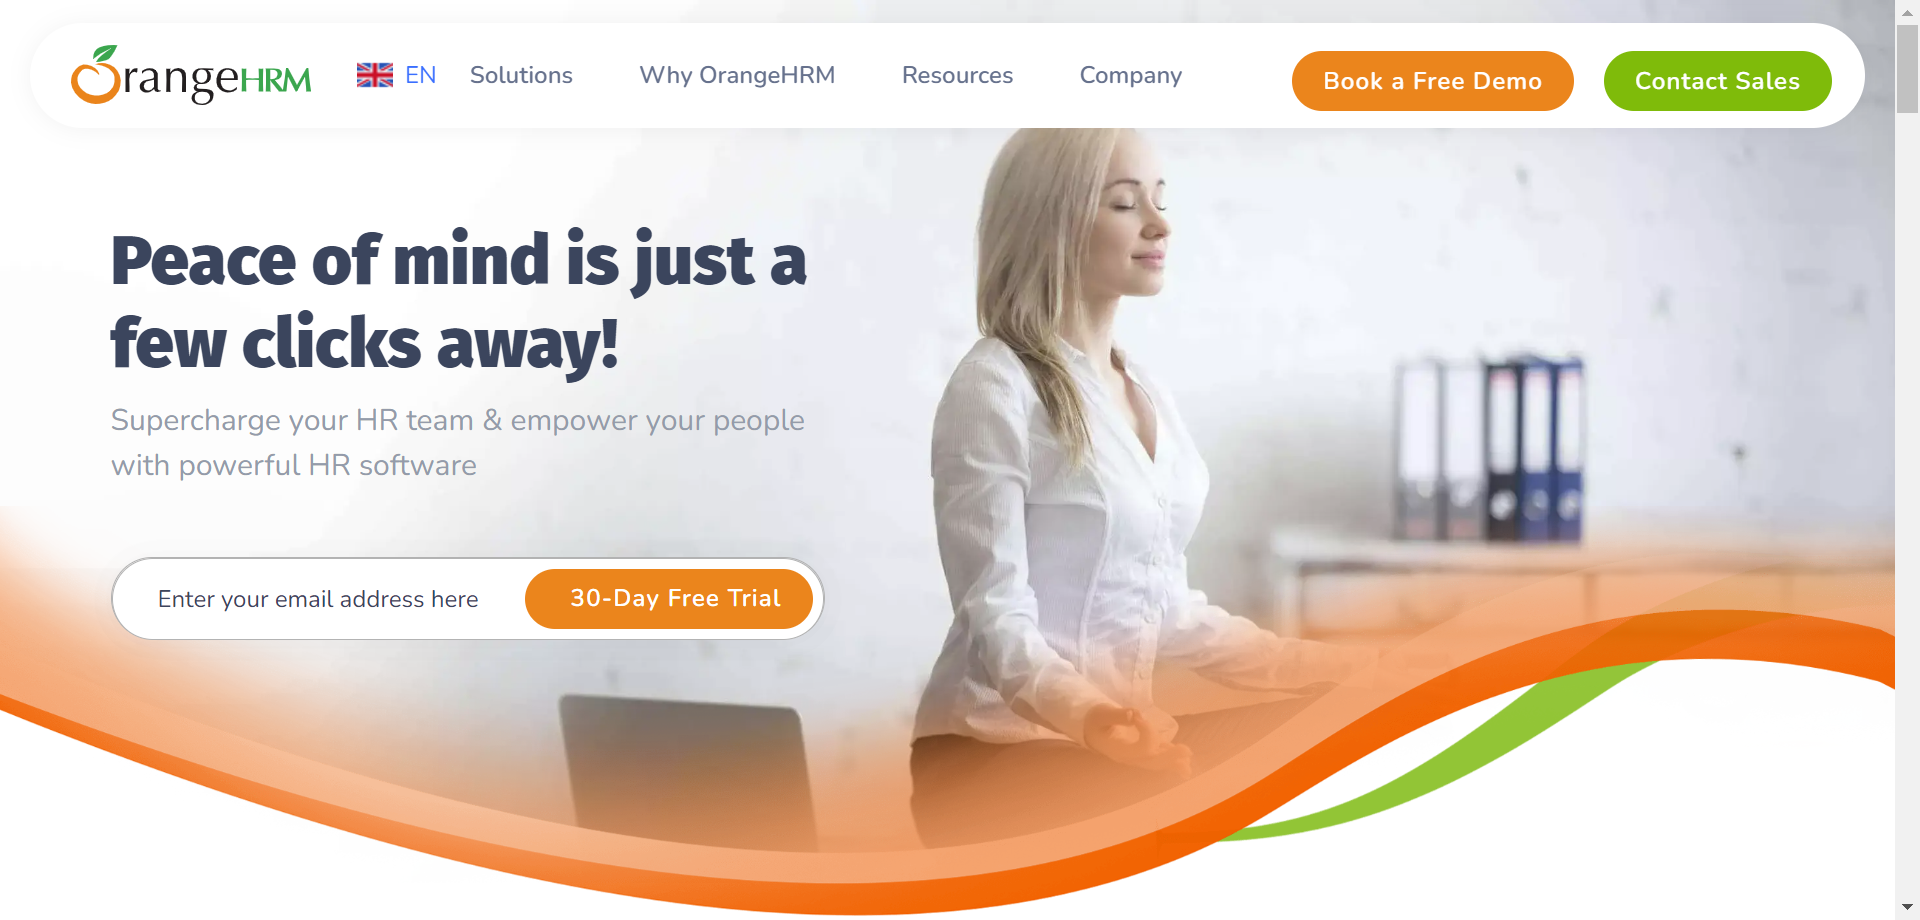 OrangeHRM
EN
Solutions
Why OrangeHRM
Resources
Company
Book a Free Demo
Contact Sales
Peace of mind is just a
few clicks away!
Supercharge your HR team & empower your people
with powerful HR software
Enter your email address here
30-Day Free Trial